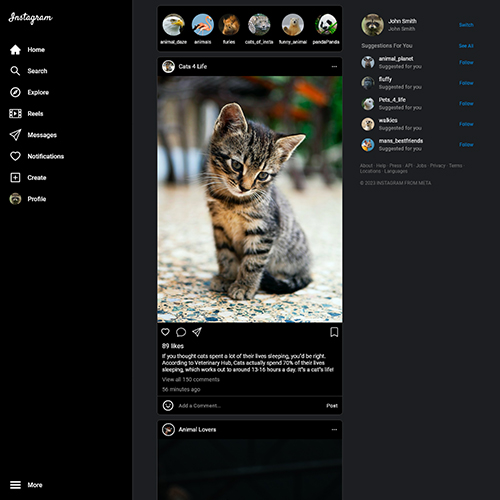 Instagram
Home
Search
Explore
Reels
Messages
Notifications
Create
Profile
More
animal_daze
animals
furies
cats_of_insta
funny_animal
pandaPanda
Cats 4 Life
89 likes
If you thought cats spent a lot of their lives sleeping, you'd be right.
According to Veterinary Hub, Cats actually spend 70% of their lives
sleeping, which works out to around 13-16 hours a day. It"s a cat"s life!
View all 150 comments
56 minutes ago
Add a Comment...
Post
Animal Lovers
John Smith
John Smith
Switch
Suggestions For You
See All
animal_planet
Suggested for you
Follow
fluffy
Suggested for you
Follow
Pets_4_life
Suggested for you
Follow
walkies
Suggested for you
Follow
mans_bestfriends
Suggested for you
Follow
About · Help · Press · API · Jobs · Privacy · Terms
Locations · Languages
© 2023 INSTAGRAM FROM META